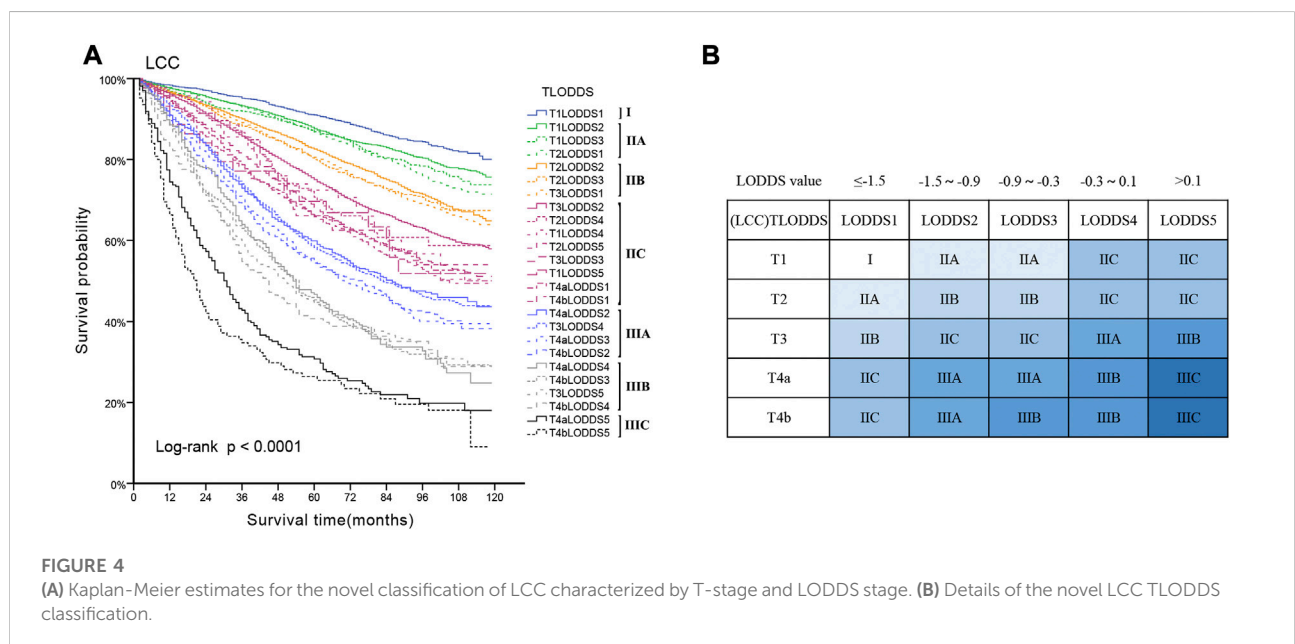 A
LCC
100%
80%
60%
40%
20%
0%
Survival probability
0 12 24 36 48 60 72 84 96 108 120
Survival time(months)
Log-rank p < 0.0001
TLODDS
T1LODDS1 I
T1LODDS2
T1LODDS3 IIA
T2LODDS1
T2LODDS2
T2LODDS3 IIB
T3LODDS1
T3LODDS2
T2LODDS4
T1LODDS4
T2LODDS5
T3LODDS3 IIC
T1LODDS5
T4aLODDS1
T4bLODDS1
T4aLODDS2
T3LODDS4 IIIA
T4aLODDS3
T4bLODDS2
T4aLODDS4
T4bLODDS3 IIIB
T3LODDS5
T4bLODDS4
T4aLODDS5 IIIC
T4bLODDS5
B
LODDS value ≤-1.5 -1.5 ~ -0.9 -0.9 ~ -0.3 -0.3 ~ 0.1 >0.1
(LCC)TLODDS LODDS1 LODDS2 LODDS3 LODDS4 LODDS5
T1 I IIA IIA IIC IIC
T2 IIA IIB IIB IIC IIC
T3 IIB IIC IIC IIIA IIIB
T4a IIC IIIA IIIA IIIB IIIC
T4b IIC IIIA IIIB IIIB IIIC
FIGURE 4
(A) Kaplan-Meier estimates for the novel classification of LCC characterized by T-stage and LODDS stage. (B) Details of the novel LCC TLODDS
classification.